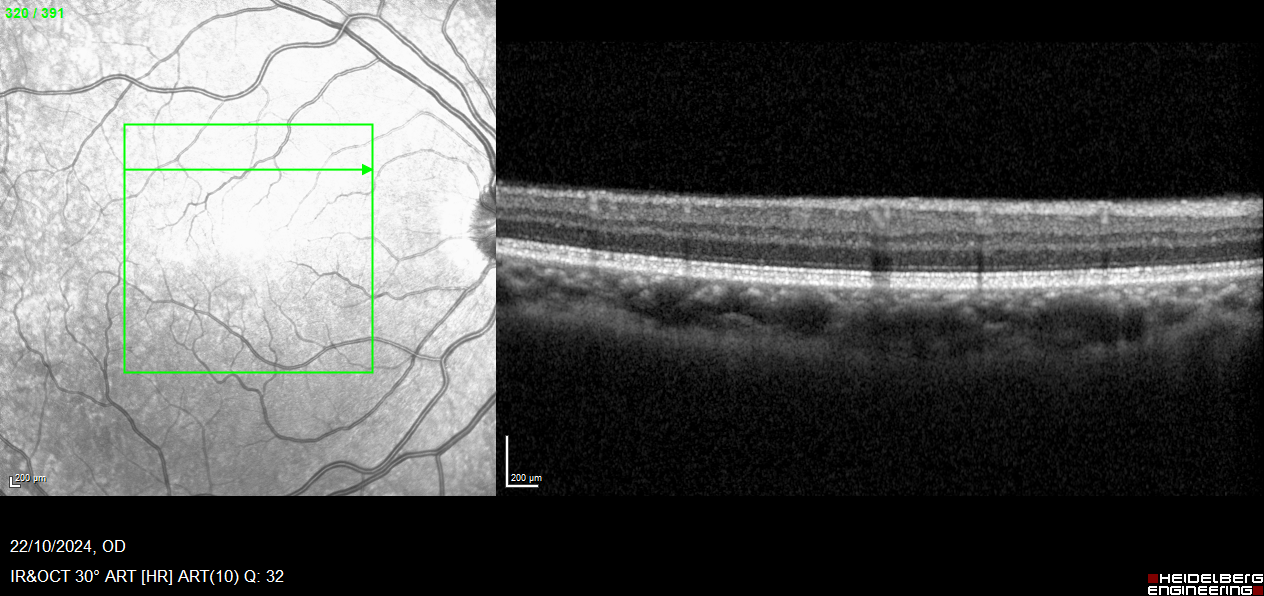 320 / 391
200 µm
200 µm
22/10/2024, OD
IR&OCT 30° ART [HR] ART(10) Q: 32
HEIDELBERG
ENGINEERING